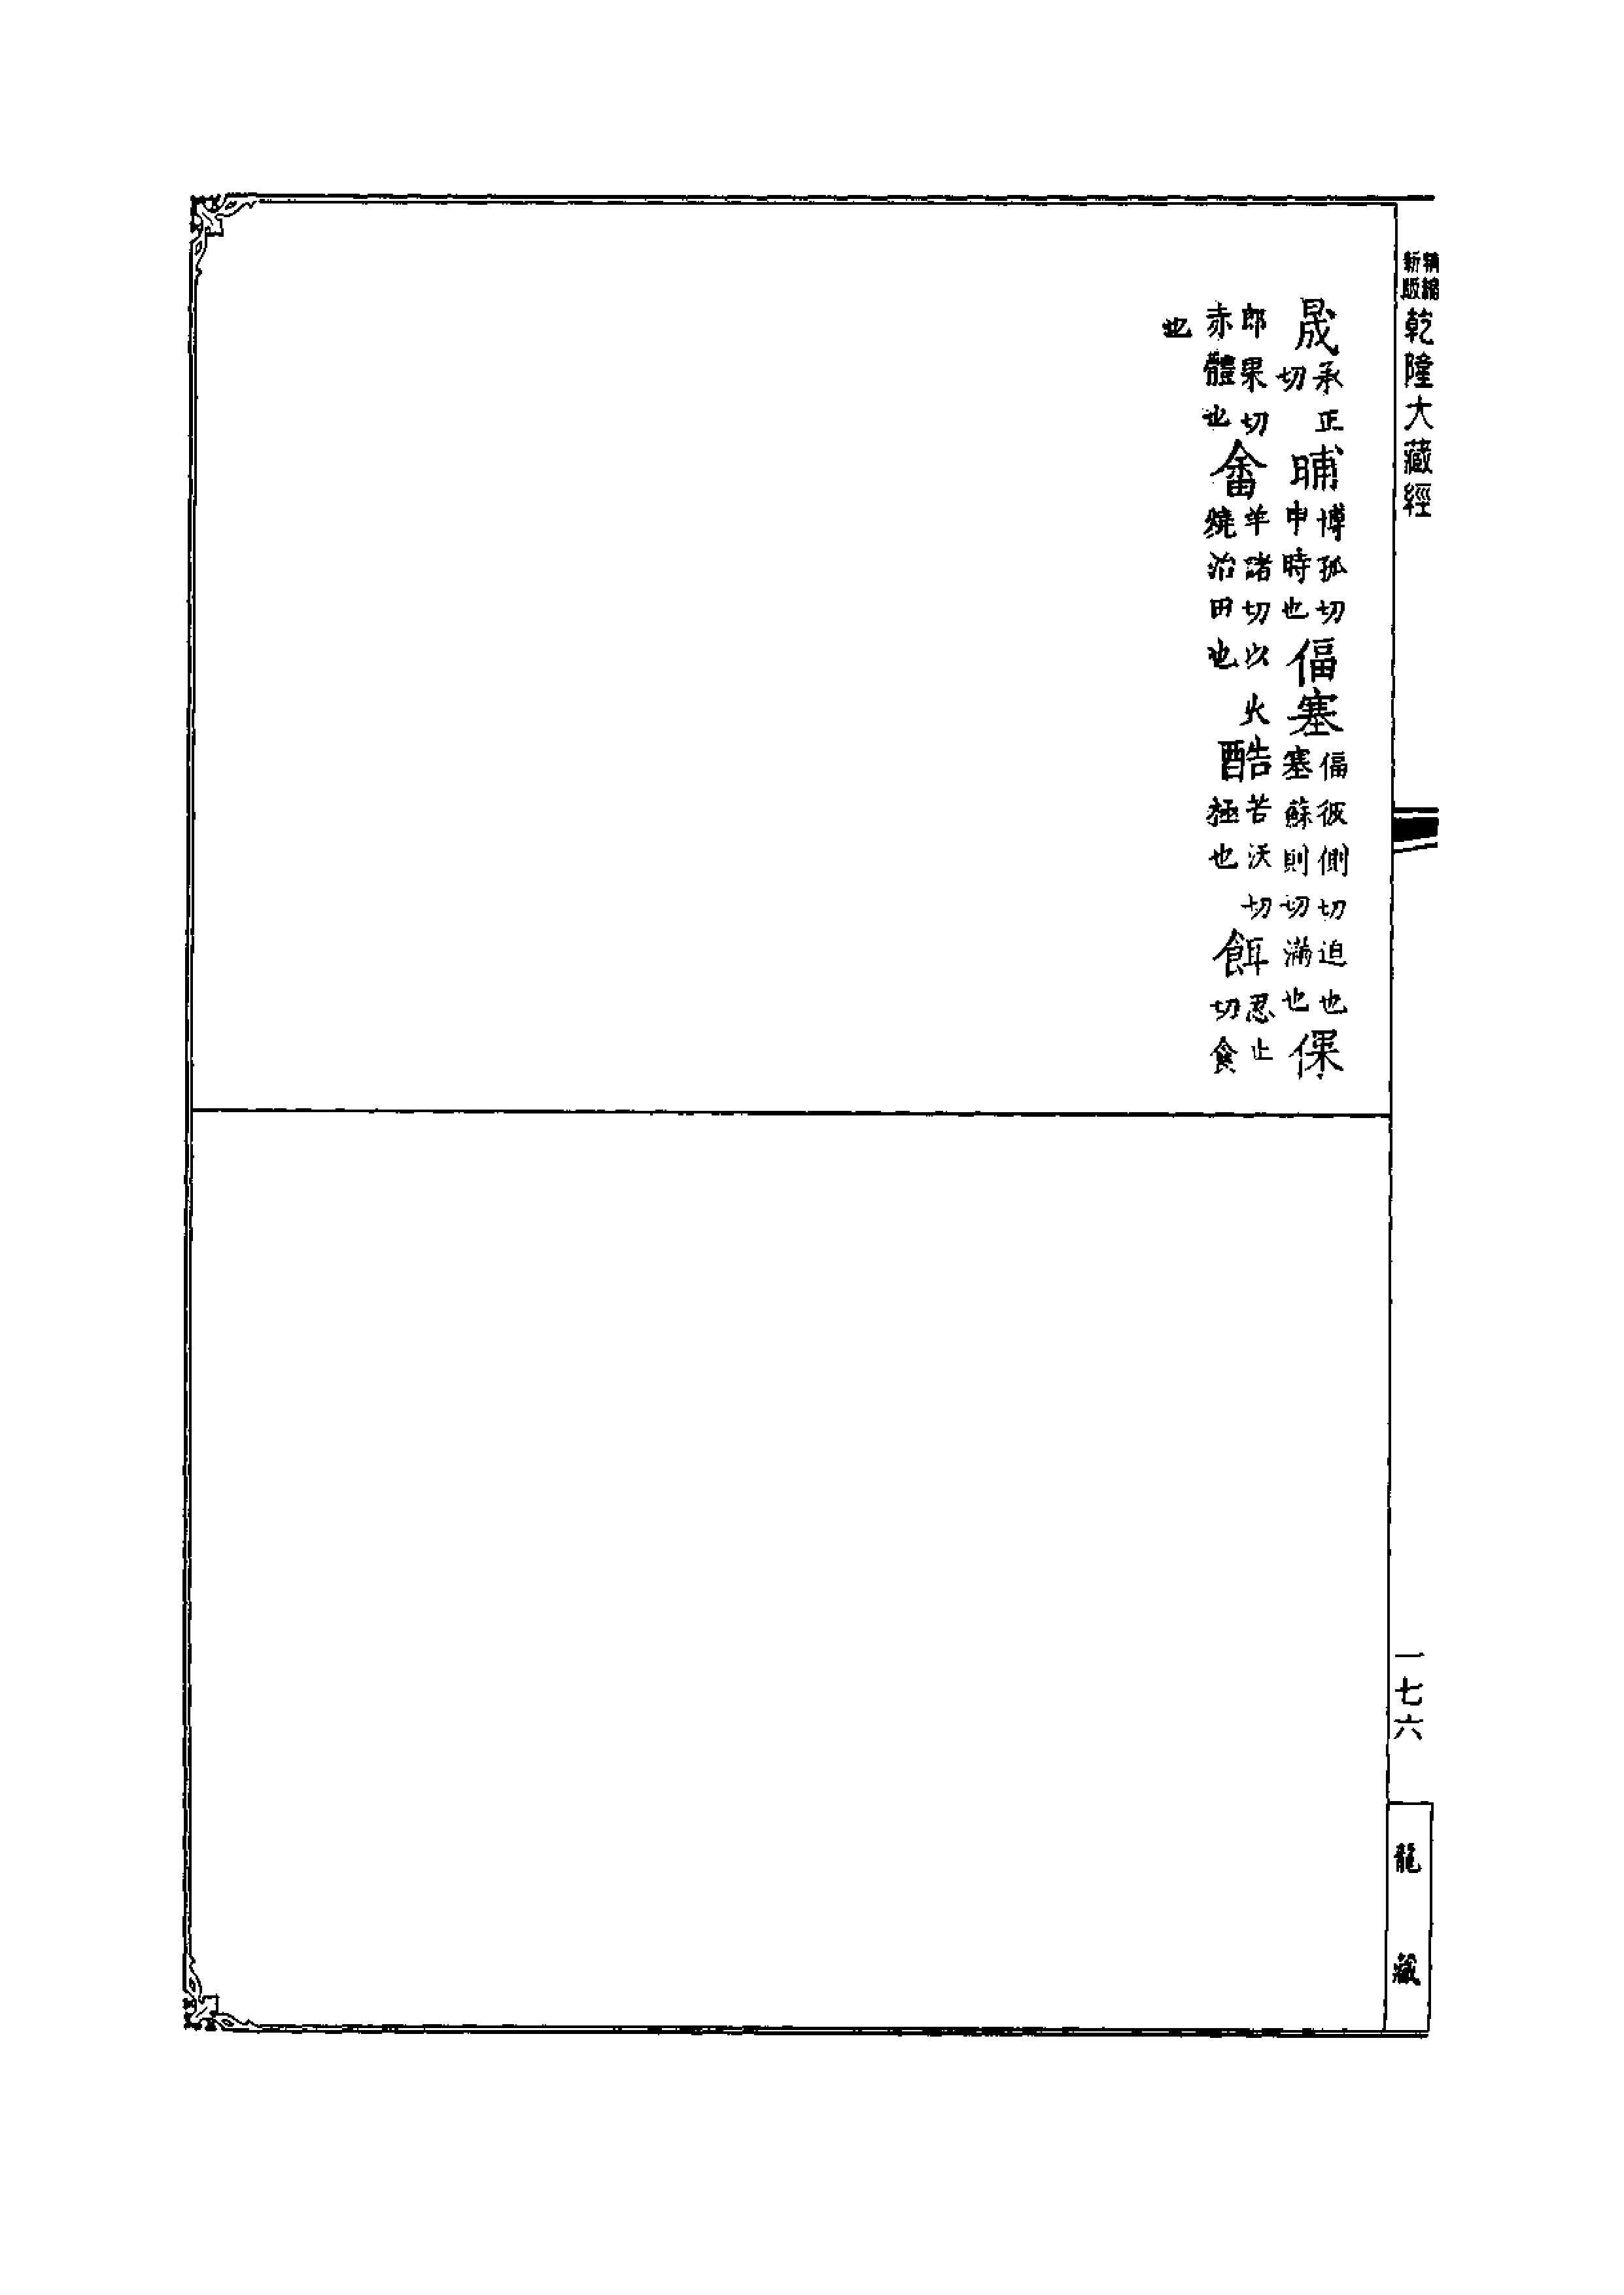 精縮新版乾隆大藏經
晟承正切晡博孤切申時也偪塞偪彼側切迫也塞蘇則切滿也倮
郎果切赤體也畬羊諸切以火燒治田也酷苦沃切極也餌忍止切食
也
一七六
龍藏